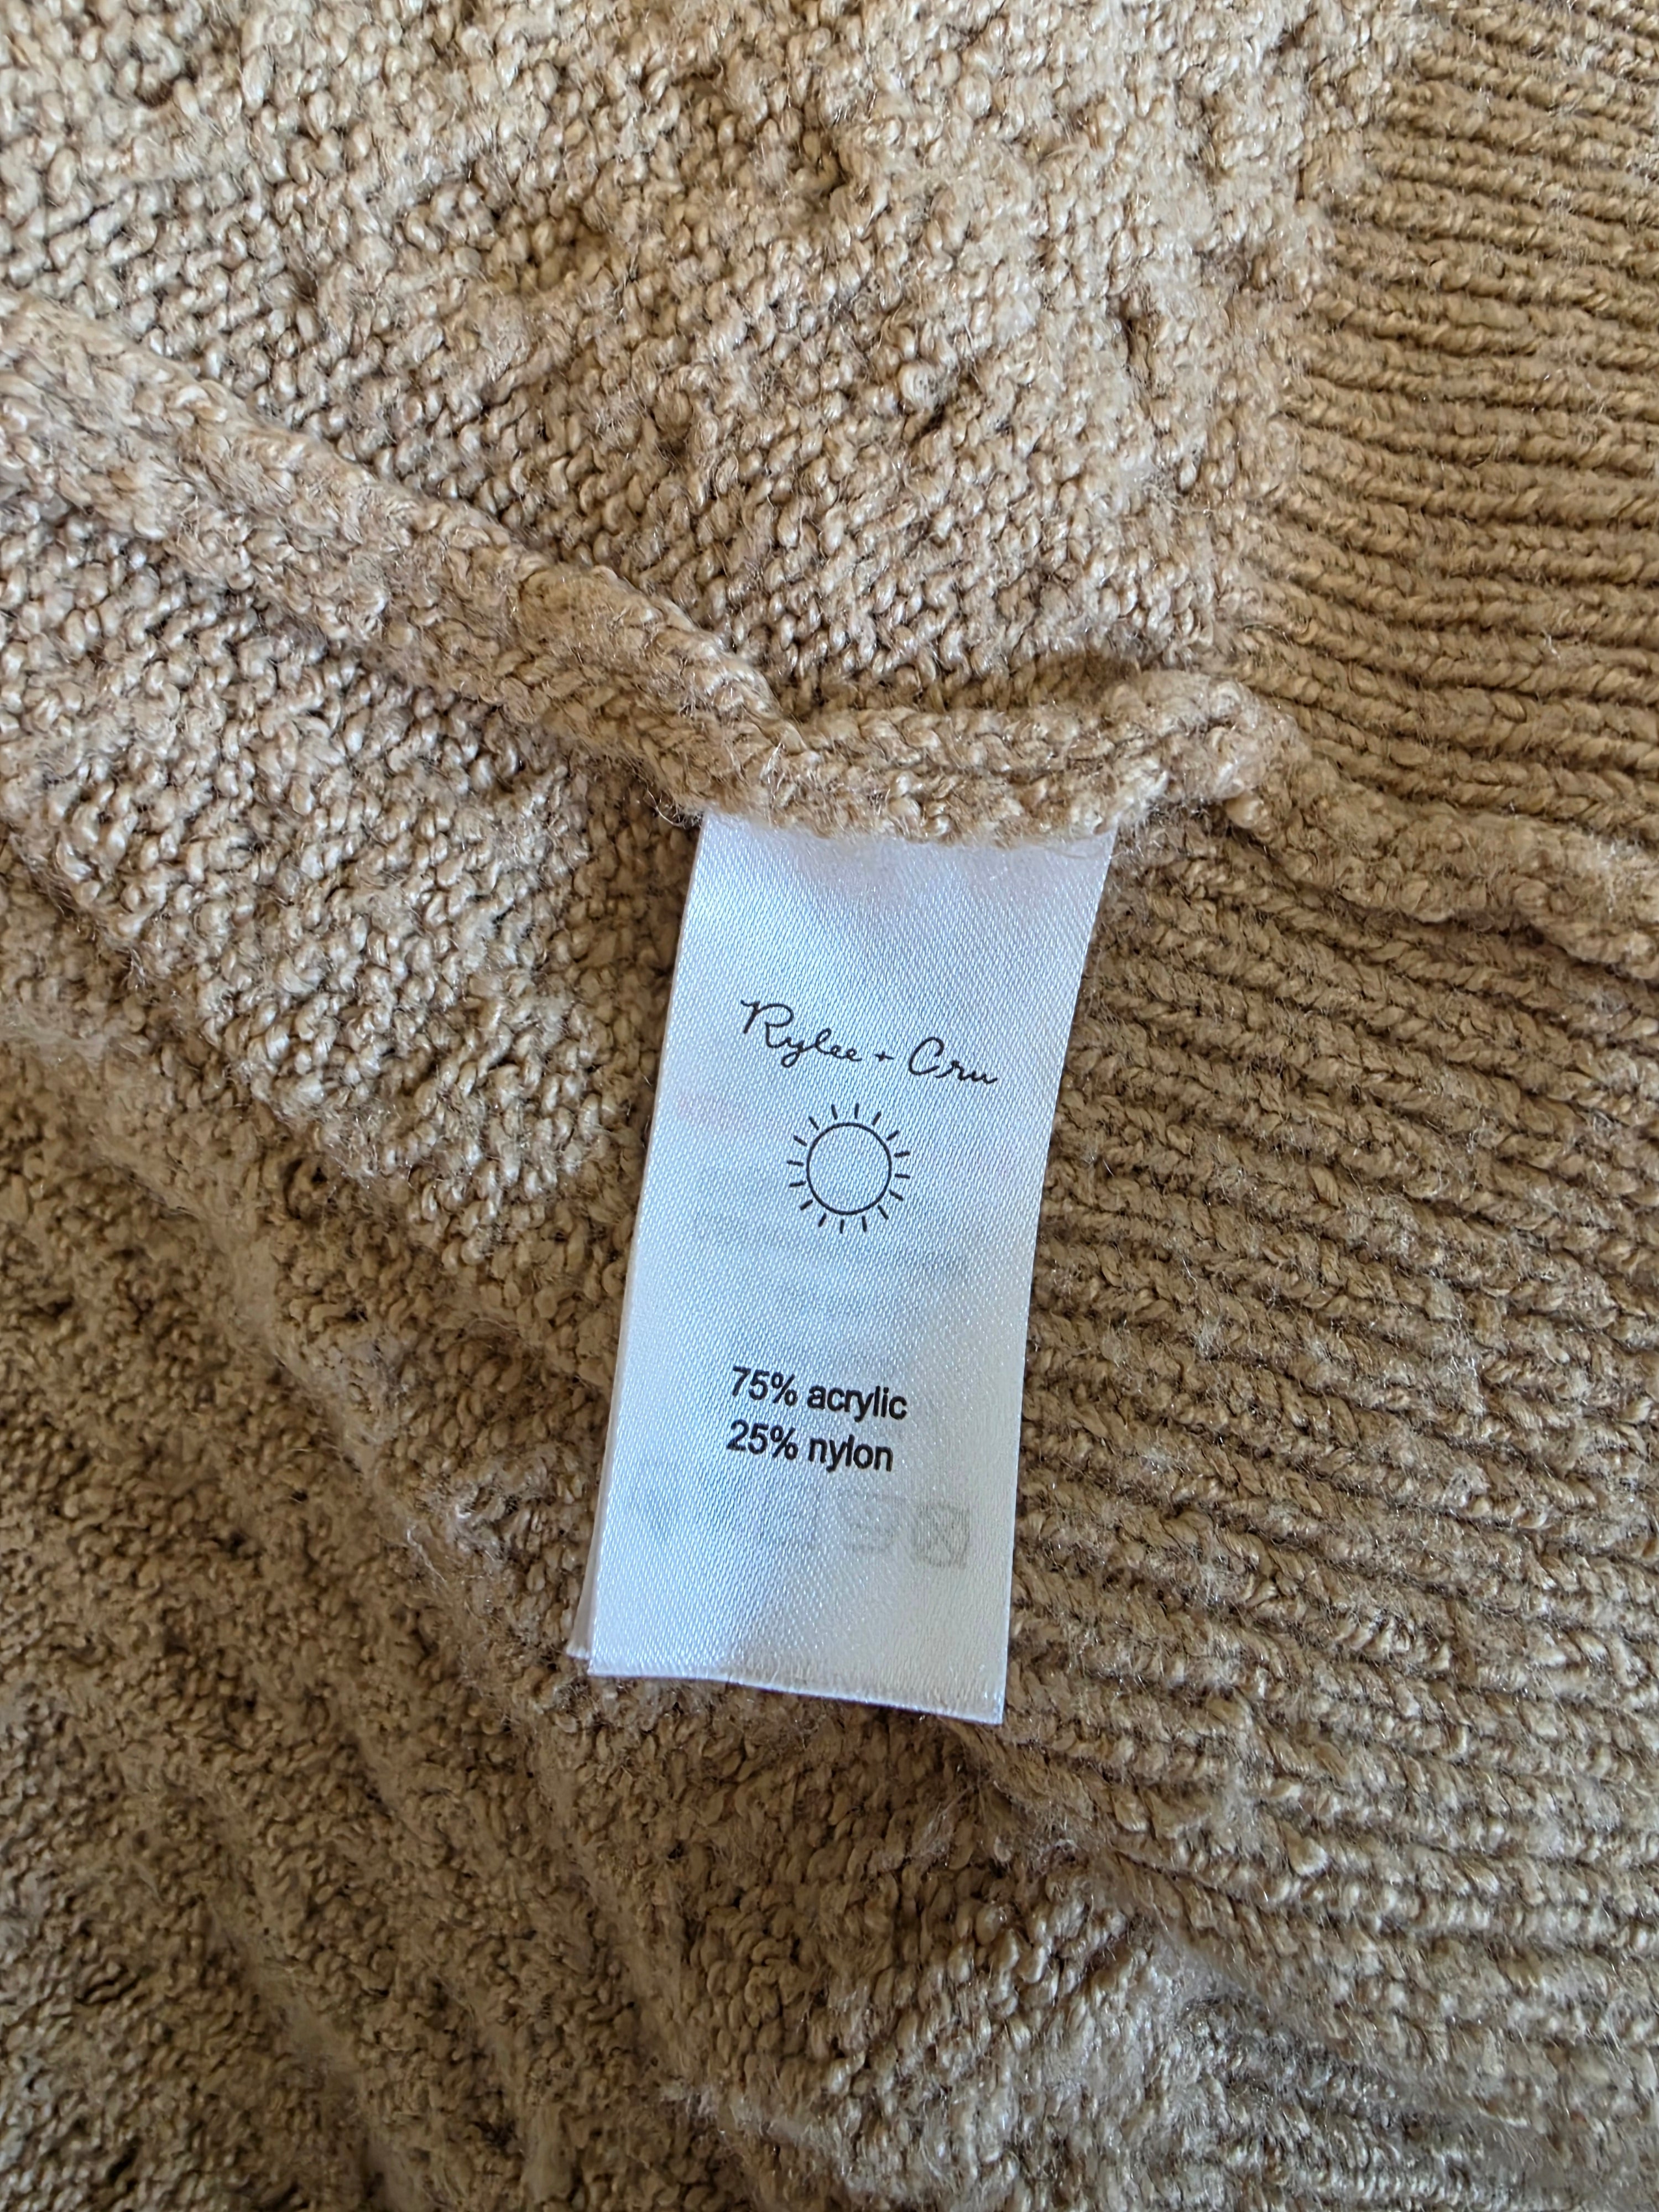 Rylee + Cru
75% acrylic
25% nylon